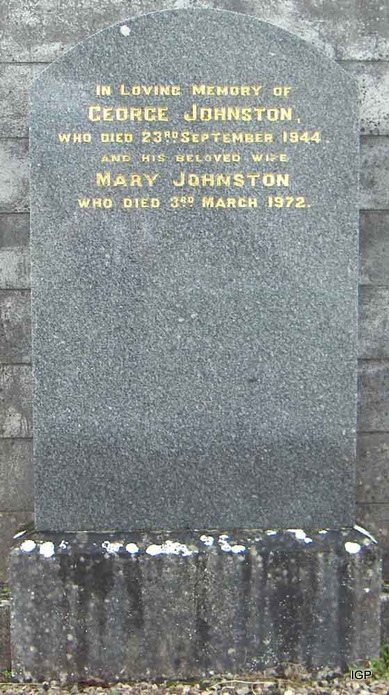 In Loving Memory of
George Johnston,
who died 23RD September 1944
and his beloved wife
Mary Johnston
who died 3RD March 1972.
IGP